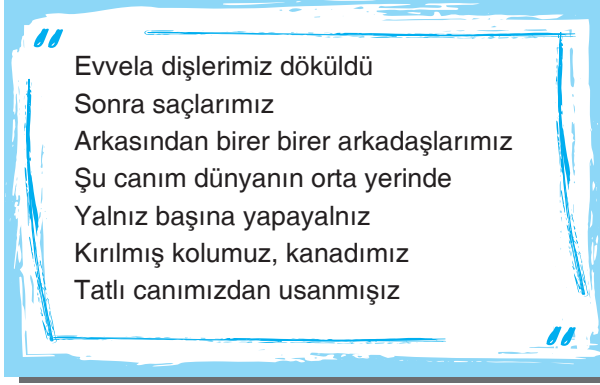 Evvela dişlerimiz döküldü
Sonra saçlarımız
Arkasından birer birer arkadaşlarımız
Şu canım dünyanın orta yerinde
Yalnız başına yapayalnız
Kırılmış kolumuz, kanadımız
Tatlı canımızdan usanmışız